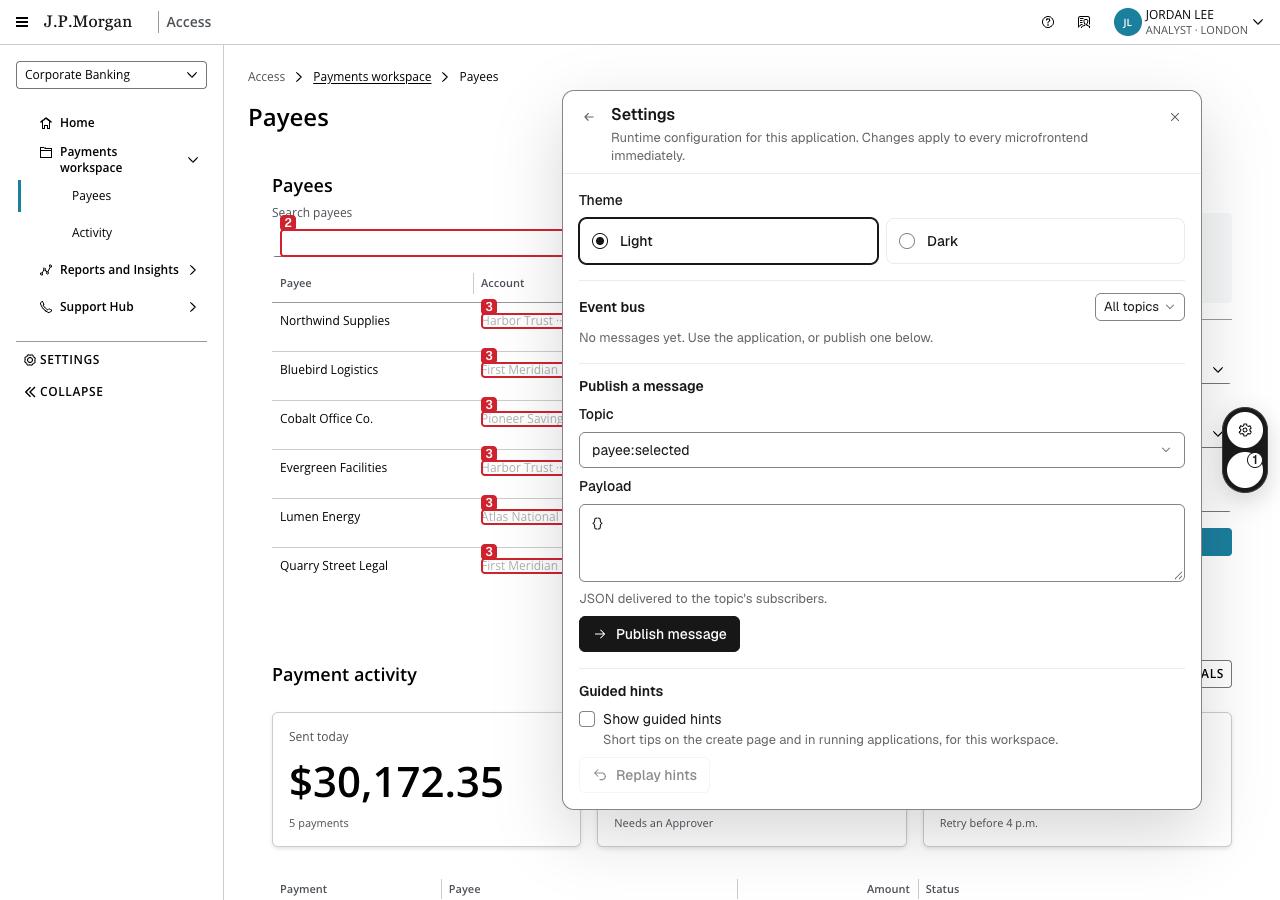 J.P.Morgan
Access
JL
JORDAN LEE
ANALYST · LONDON
Corporate Banking
Home
Payments workspace
Payees
Activity
Reports and Insights
Support Hub
SETTINGS
COLLAPSE
Access
Payments workspace
Payees
Payees
Payees
Search payees
2
Payee
Account
Northwind Supplies
3
Harbor Trust
Bluebird Logistics
3
First Meridian
Cobalt Office Co.
3
Pioneer Saving
Evergreen Facilities
3
Harbor Trust
Lumen Energy
3
Atlas National
Quarry Street Legal
3
First Meridian
Settings
Runtime configuration for this application. Changes apply to every microfrontend
immediately.
Theme
Light
Dark
Event bus
All topics
No messages yet. Use the application, or publish one below.
Publish a message
Topic
payee:selected
Payload
{}
JSON delivered to the topic's subscribers.
Publish message
Guided hints
Show guided hints
Short tips on the create page and in running applications, for this workspace.
Replay hints
1
Payment activity
ALS
Sent today
$30,172.35
5 payments
Needs an Approver
Retry before 4 p.m.
Payment
Payee
Amount
Status